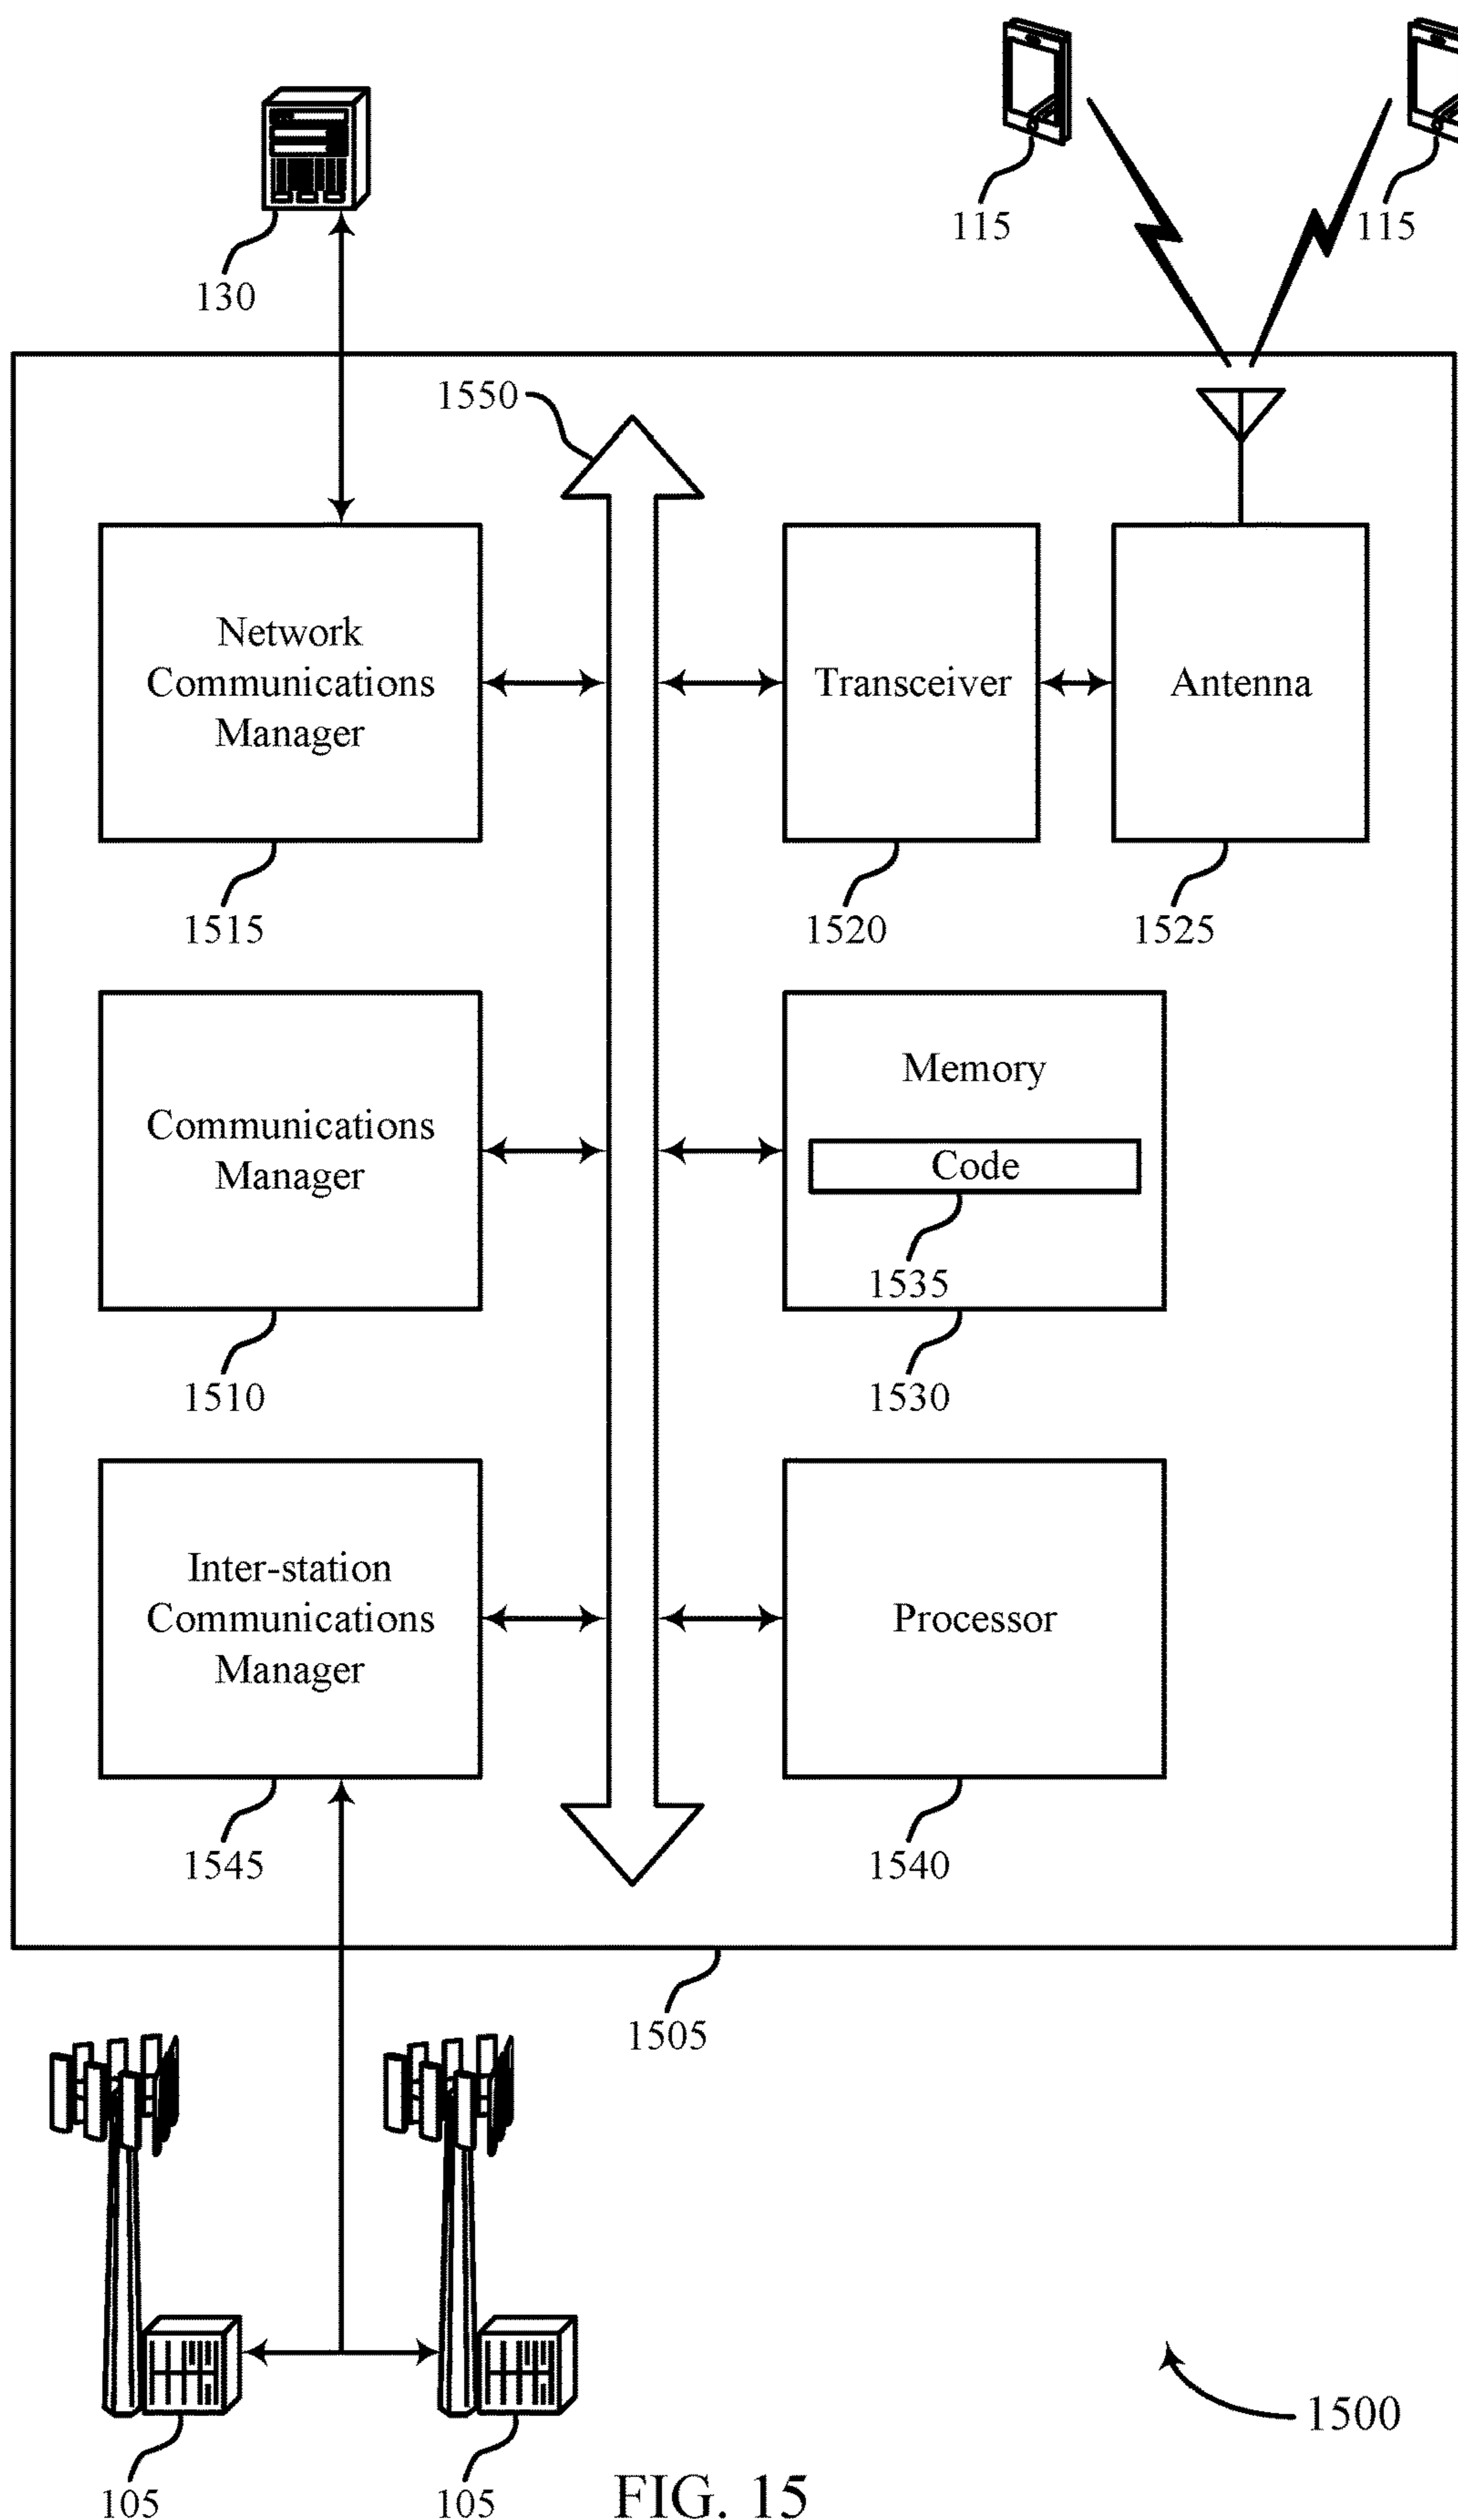 115
115
130
1550
Network
Communications
Manager
Transceiver
Antenna
1515
1520
1525
Communications
Manager
Memory
Code
1535
1510
1530
Inter-station
Communications
Manager
Processor
1545
1540
1505
1500
105
105
FIG. 15